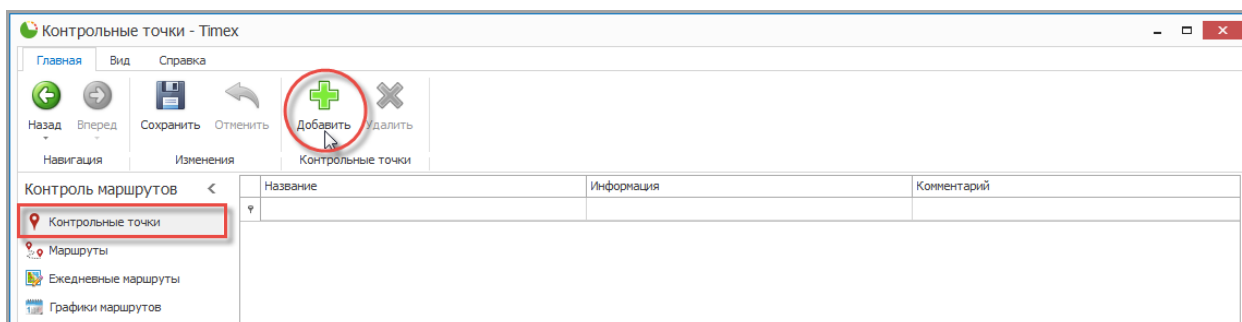 Контрольные точки - Timex
Главная Вид Справка
Назад Вперед Сохранить Отменить Добавить Удалить
Навигация Изменения Контрольные точки
Контроль маршрутов <
Название Информация Комментарий
Контрольные точки
Маршруты
Ежедневные маршруты
Графики маршрутов